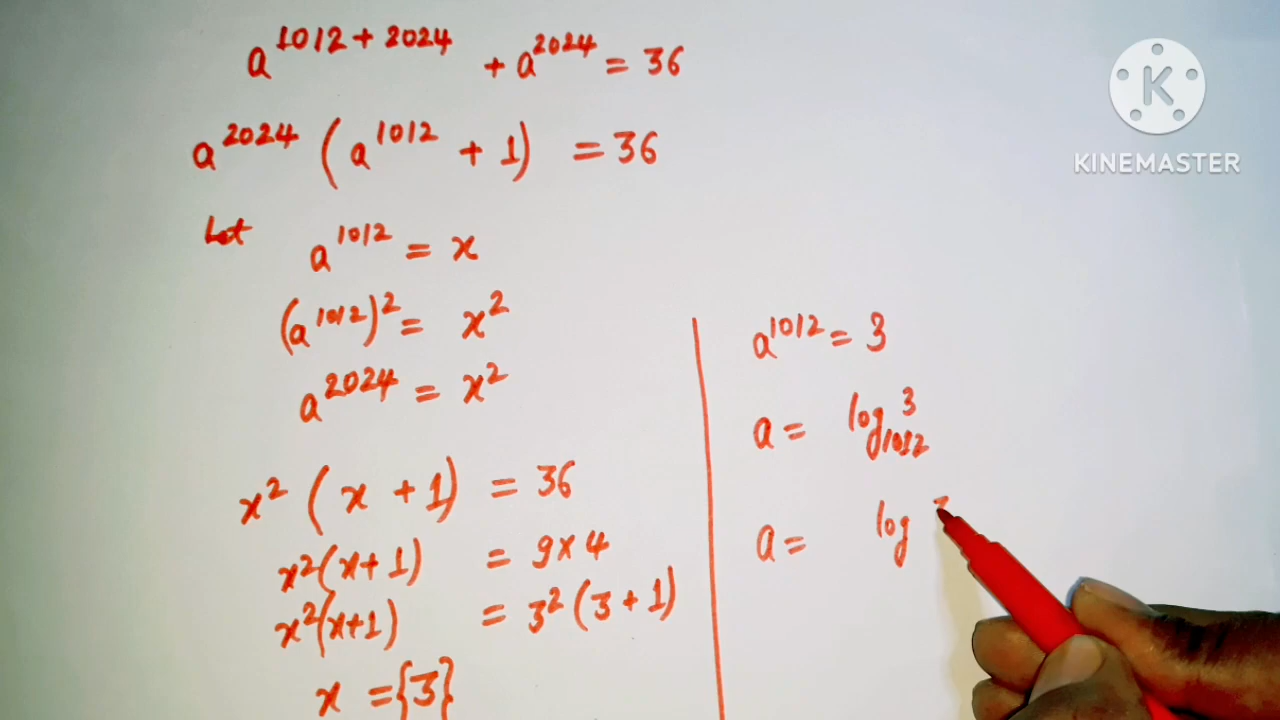 a^1012+2024 + a^2024 = 36
a^2024 (a^1012 + 1) = 36
Let a^1012 = x
(a^1012)^2 = x^2
a^2024 = x^2
x^2 (x + 1) = 36
x^2(x+1) = 9×4
x^2(x+1) = 3^2(3+1)
x = {3}
a^1012 = 3
a = log_1012 3
a = log
K
KINEMASTER